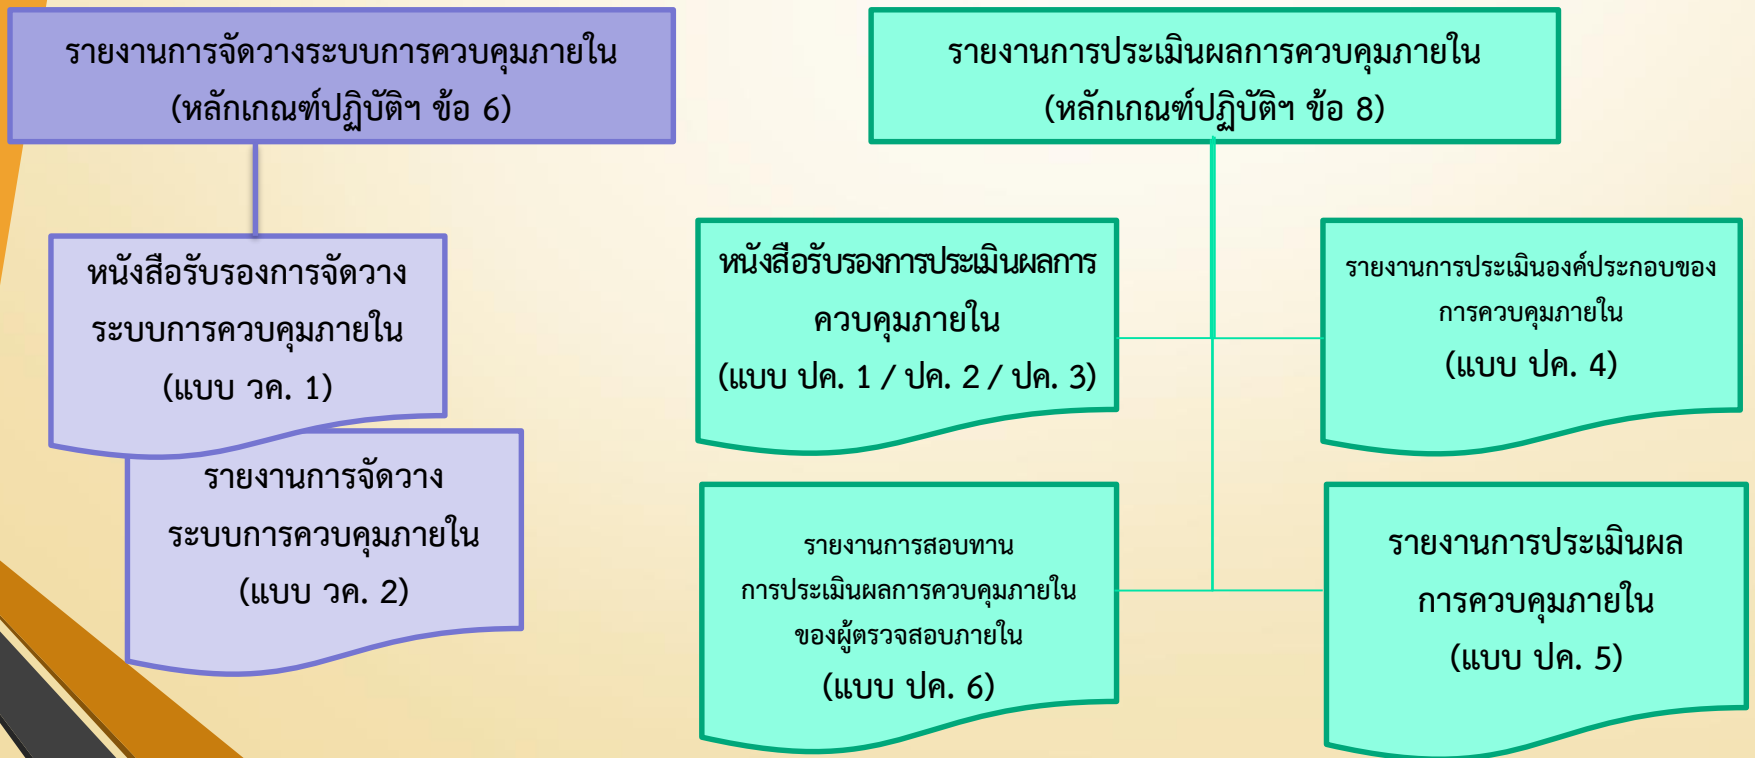 รายงานการจัดวางระบบการควบคุมภายใน
(หลักเกณฑ์ปฏิบัติฯ ข้อ 6)
หนังสือรับรองการจัดวาง
ระบบการควบคุมภายใน
(แบบ วค. 1)
รายงานการจัดวาง
ระบบการควบคุมภายใน
(แบบ วค. 2)
รายงานการประเมินผลการควบคุมภายใน
(หลักเกณฑ์ปฏิบัติฯ ข้อ 8)
หนังสือรับรองการประเมินผลการ
ควบคุมภายใน
(แบบ ปค. 1 / ปค. 2 / ปค. 3)
รายงานการประเมินองค์ประกอบของ
การควบคุมภายใน
(แบบ ปค. 4)
รายงานการสอบทาน
การประเมินผลการควบคุมภายใน
ของผู้ตรวจสอบภายใน
(แบบ ปค. 6)
รายงานการประเมินผล
การควบคุมภายใน
(แบบ ปค. 5)